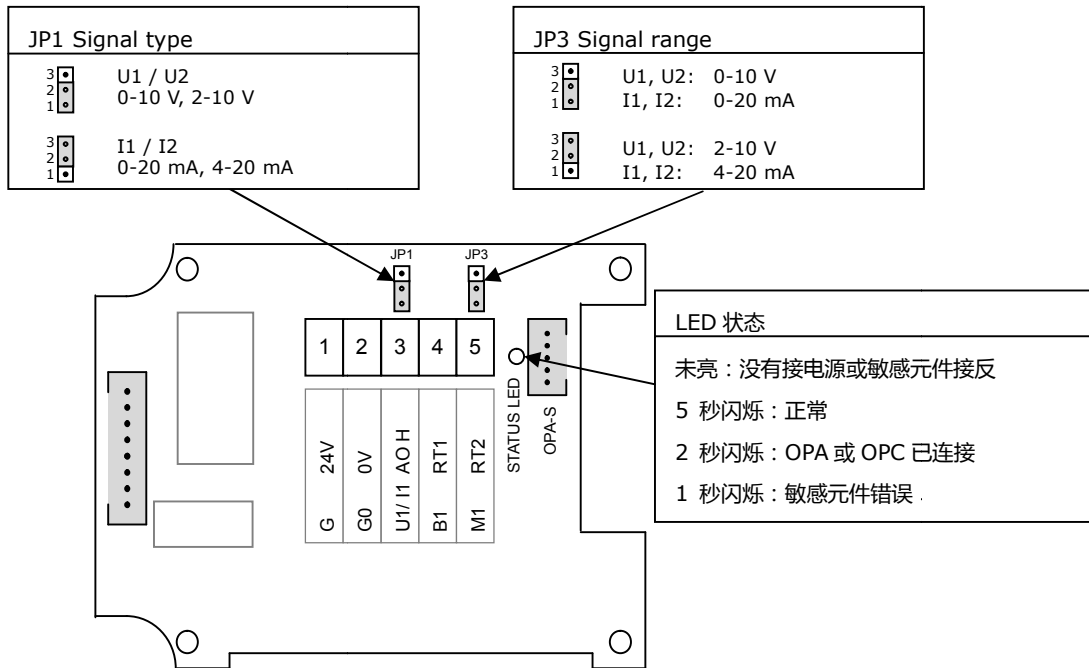 JP1 Signal type
3
2
1
U1 / U2
0-10 V, 2-10 V
3
2
1
I1 / I2
0-20 mA, 4-20 mA
JP3 Signal range
3
2
1
U1, U2: 0-10 V
I1, I2: 0-20 mA
3
2
1
U1, U2: 2-10 V
I1, I2: 4-20 mA
JP1
JP3
1 2 3 4 5
G 24V
G0 0V
U1/ I1 AO H
B1 RT1
M1 RT2
STATUS LED
OPA-S
LED 状态
未亮：没有接电源或敏感元件接反
5 秒闪烁：正常
2 秒闪烁：OPA 或 OPC 已连接
1 秒闪烁：敏感元件错误.